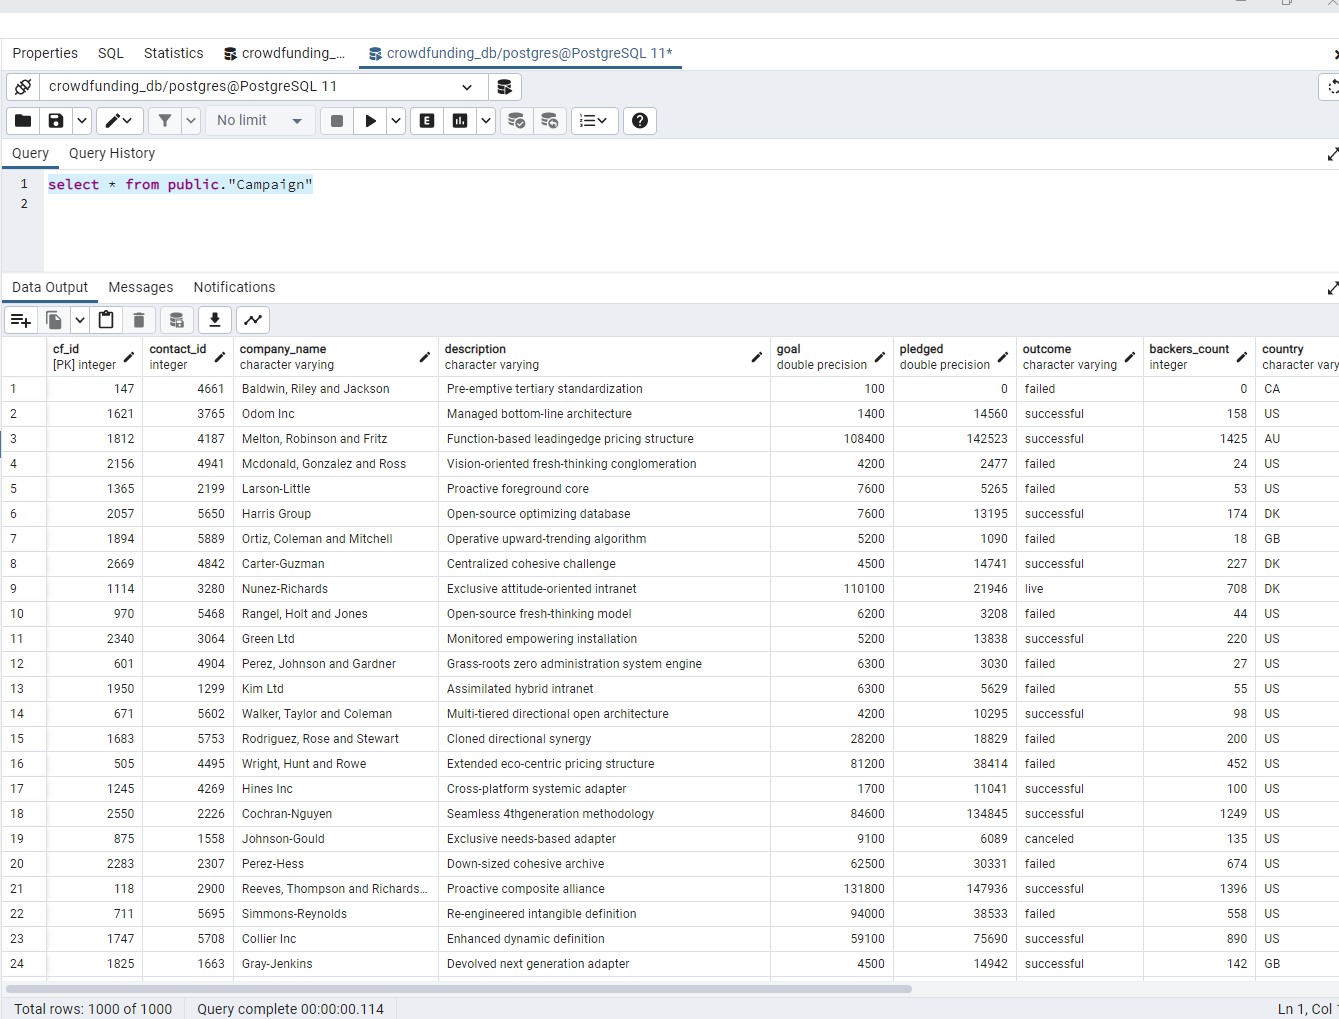 Properties SQL Statistics crowdfunding_... crowdfunding_db/postgres@PostgreSQL 11*
crowdfunding_db/postgres@PostgreSQL 11
No limit E
Query Query History
1 select * from public."Campaign"
2
Data Output Messages Notifications
cf_id contact_id company_name description goal pledged outcome backers_count country
[PK] integer integer character varying character varying double precision double precision character varying integer character vary
1 147 4661 Baldwin, Riley and Jackson Pre-emptive tertiary standardization 100 0 failed 0 CA
2 1621 3765 Odom Inc Managed bottom-line architecture 1400 14560 successful 158 US
3 1812 4187 Melton, Robinson and Fritz Function-based leadingedge pricing structure 108400 142523 successful 1425 AU
4 2156 4941 Mcdonald, Gonzalez and Ross Vision-oriented fresh-thinking conglomeration 4200 2477 failed 24 US
5 1365 2199 Larson-Little Proactive foreground core 7600 5265 failed 53 US
6 2057 5650 Harris Group Open-source optimizing database 7600 13195 successful 174 DK
7 1894 5889 Ortiz, Coleman and Mitchell Operative upward-trending algorithm 5200 1090 failed 18 GB
8 2669 4842 Carter-Guzman Centralized cohesive challenge 4500 14741 successful 227 DK
9 1114 3280 Nunez-Richards Exclusive attitude-oriented intranet 110100 21946 live 708 DK
10 970 5468 Rangel, Holt and Jones Open-source fresh-thinking model 6200 3208 failed 44 US
11 2340 3064 Green Ltd Monitored empowering installation 5200 13838 successful 220 US
12 601 4904 Perez, Johnson and Gardner Grass-roots zero administration system engine 6300 3030 failed 27 US
13 1950 1299 Kim Ltd Assimilated hybrid intranet 6300 5629 failed 55 US
14 671 5602 Walker, Taylor and Coleman Multi-tiered directional open architecture 4200 10295 successful 98 US
15 1683 5753 Rodriguez, Rose and Stewart Cloned directional synergy 28200 18829 failed 200 US
16 505 4495 Wright, Hunt and Rowe Extended eco-centric pricing structure 81200 38414 failed 452 US
17 1245 4269 Hines Inc Cross-platform systemic adapter 1700 11041 successful 100 US
18 2550 2226 Cochran-Nguyen Seamless 4thgeneration methodology 84600 134845 successful 1249 US
19 875 1558 Johnson-Gould Exclusive needs-based adapter 9100 6089 canceled 135 US
20 2283 2307 Perez-Hess Down-sized cohesive archive 62500 30331 failed 674 US
21 118 2900 Reeves, Thompson and Richards... Proactive composite alliance 131800 147936 successful 1396 US
22 711 5695 Simmons-Reynolds Re-engineered intangible definition 94000 38533 failed 558 US
23 1747 5708 Collier Inc Enhanced dynamic definition 59100 75690 successful 890 US
24 1825 1663 Gray-Jenkins Devolved next generation adapter 4500 14942 successful 142 GB
Total rows: 1000 of 1000 Query complete 00:00:00.114 Ln 1, Col